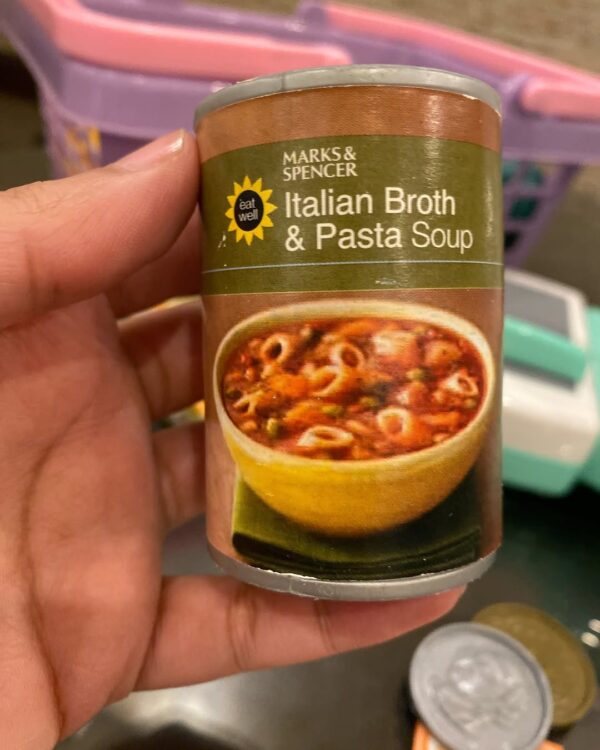 MARKS &
SPENCER
eat
well
Italian Broth
& Pasta Soup